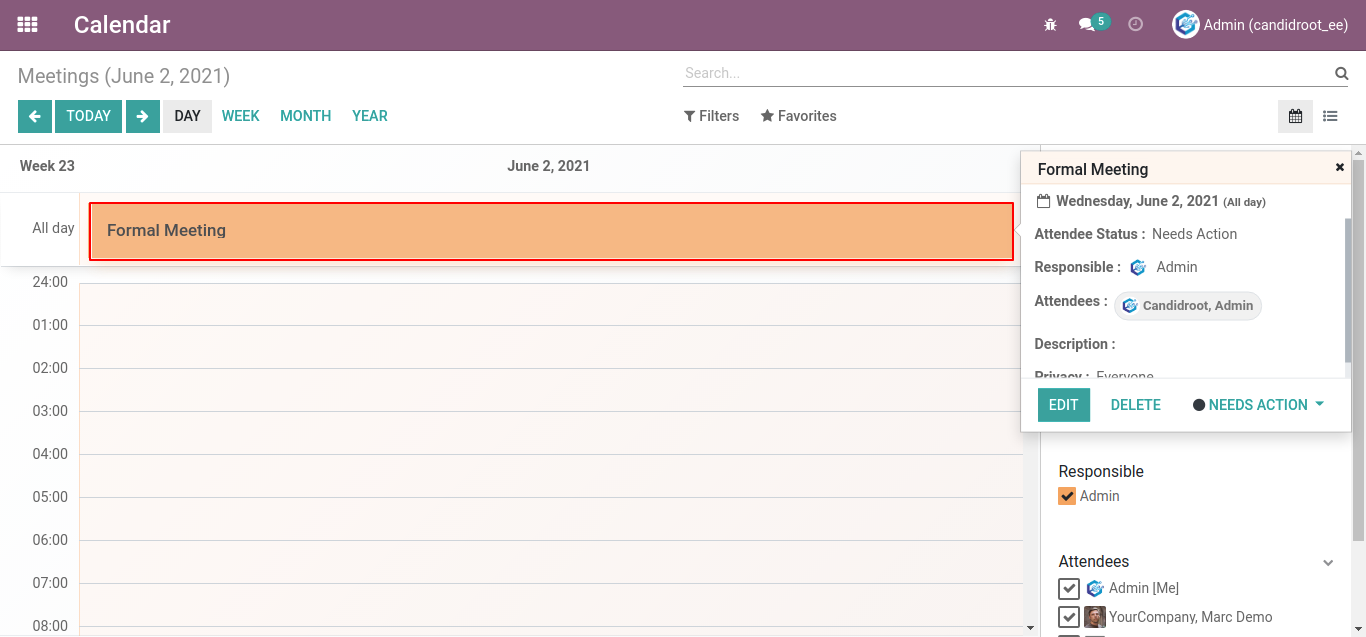 Calendar
5
Admin (candidroot_ee)
Meetings (June 2, 2021)
Search...
TODAY
DAY
WEEK
MONTH
YEAR
Filters
Favorites
Week 23
June 2, 2021
All day
Formal Meeting
24:00
01:00
02:00
03:00
04:00
05:00
06:00
07:00
08:00
Formal Meeting
Wednesday, June 2, 2021 (All day)
Attendee Status : Needs Action
Responsible : Admin
Attendees : Candidroot, Admin
Description :
Privacy : Everyone
EDIT
DELETE
NEEDS ACTION
Responsible
Admin
Attendees
Admin [Me]
YourCompany, Marc Demo